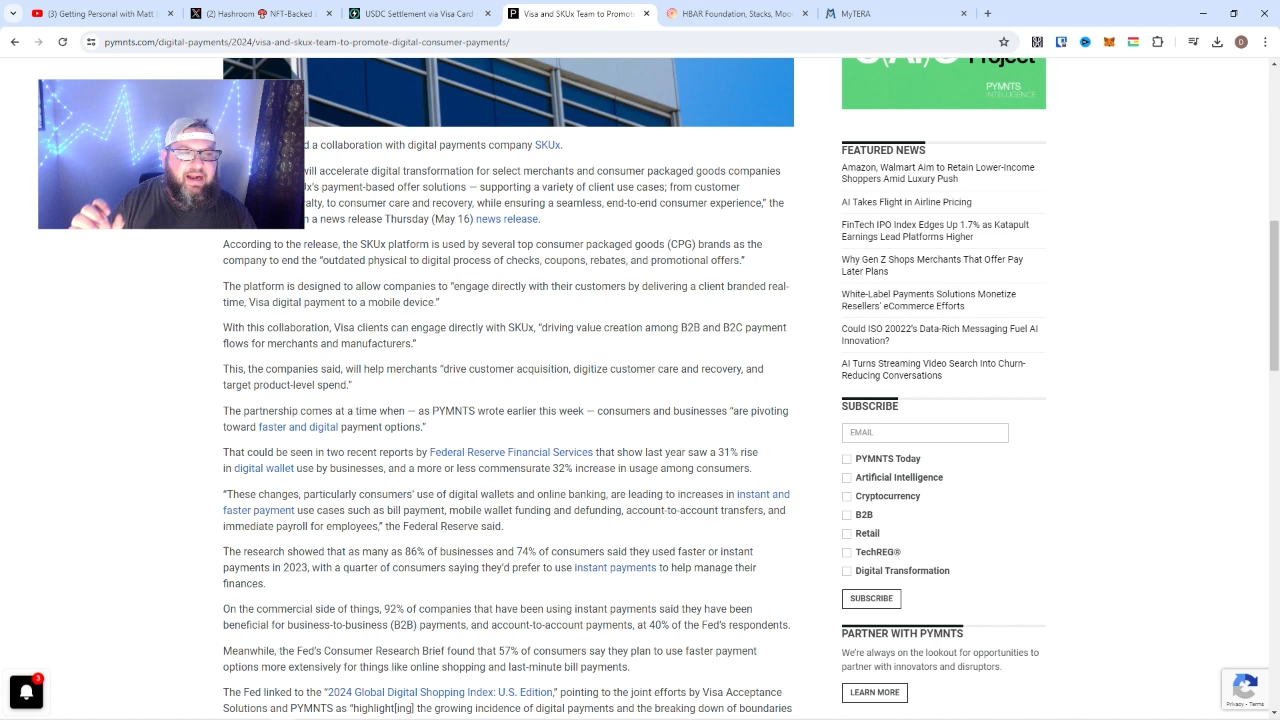 Getting Personal with Matt |
(2) Hashgraph
NFT-Backed
USDC Settlement via Visa Card
Visa and SKUx Team to Promote
HBAR Foundation, Stacks, Moo
MyTERA
pymnts.com/digital-payments/2024/visa-and-skux-team-to-promote-digital-consumer-payments/
D
Project
PYMNTS
INTELLIGENCE
d a collaboration with digital payments company SKUx.
will accelerate digital transformation for select merchants and consumer packaged goods companies
x's payment-based offer solutions — supporting a variety of client use cases; from customer
alty, to consumer care and recovery, while ensuring a seamless, end-to-end consumer experience,” the
n a news release Thursday (May 16) news release.
According to the release, the SKUx platform is used by several top consumer packaged goods (CPG) brands as the
company to end the “outdated physical to digital process of checks, coupons, rebates, and promotional offers.”
The platform is designed to allow companies to “engage directly with their customers by delivering a client branded real-
time, Visa digital payment to a mobile device.”
With this collaboration, Visa clients can engage directly with SKUx, “driving value creation among B2B and B2C payment
flows for merchants and manufacturers.”
This, the companies contend, will help merchants “drive customer acquisition, digitize customer care and recovery, and
target product-level spend.”
The partnership comes at a time when — as PYMNTS wrote earlier this week — consumers and businesses “are pivoting
toward faster and digital payment options.”
That could be seen in two recent reports by Federal Reserve Financial Services that show last year saw a 31% rise
in digital wallet use by businesses, and a more or less commensurate 32% increase in usage among consumers.
“These changes, particularly consumers’ use of digital wallets and online banking, are leading to increases in instant and
faster payment use cases such as bill payment, mobile wallet funding and defunding, account-to-account transfers, and
immediate payroll for employees,” the Federal Reserve said.
The research showed that as many as 86% of businesses and 74% of consumers said they used faster or instant
payments in 2023, with a quarter of consumers saying they’d prefer to use instant payments to help manage their
finances.
On the commercial side of things, 92% of companies that have been using instant payments said they have been
beneficial for business-to-business (B2B) payments, and account-to-account payments, at 40% of the Fed’s respondents.
Meanwhile, the Fed’s Consumer Research Brief found that 57% of consumers say they plan to use faster payment
options more extensively for things like online shopping and last-minute bill payments.
The Fed linked to the “2024 Global Digital Shopping Index: U.S. Edition,” pointing to the joint efforts by Visa Acceptance
Solutions and PYMNTS as “highlight[ing] the growing incidence of digital payments and the breaking down of boundaries
FEATURED NEWS
Amazon, Walmart Aim to Retain Lower-Income
Shoppers Amid Luxury Push
AI Takes Flight in Airline Pricing
FinTech IPO Index Edges Up 1.7% as Katapult
Earnings Lead Platforms Higher
Why Gen Z Shops Merchants That Offer Pay
Later Plans
White-Label Payments Solutions Monetize
Resellers’ eCommerce Efforts
Could ISO 20022’s Data-Rich Messaging Fuel AI
Innovation?
AI Turns Streaming Video Search Into Churn-
Reducing Conversations
SUBSCRIBE
EMAIL
PYMNTS Today
Artificial Intelligence
Cryptocurrency
B2B
Retail
TechREG®
Digital Transformation
SUBSCRIBE
PARTNER WITH PYMNTS
We’re always on the lookout for opportunities to
partner with innovators and disruptors.
LEARN MORE
3
Privacy - Terms